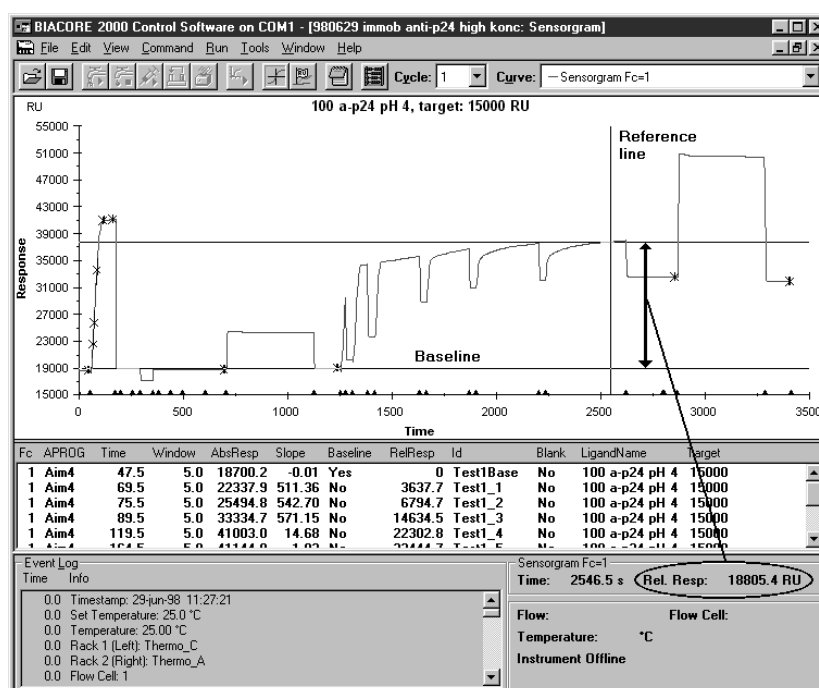 BIACORE 2000 Control Software on COM1 - [980629 immob anti-p24 high konc: Sensorgram]
File Edit View Command Run Tools Window Help
Cycle: 1 Curve: — Sensorgram Fc=1
RU 100 a-p24 pH 4, target: 15000 RU
55000
51000
47000
43000
39000
35000
31000
27000
23000
19000
15000
Response
Reference
line
Baseline
0 500 1000 1500 2000 2500 3000 3500
Time
Fc APROG Time Window AbsResp Slope Baseline RelResp Id Blank LigandName Target
1 Aim4 47.5 5.0 18700.2 -0.01 Yes 0 Test1Base No 100 a-p24 pH 4 15000
1 Aim4 69.5 5.0 22337.9 511.36 No 3637.7 Test1_1 No 100 a-p24 pH 4 15000
1 Aim4 75.5 5.0 25494.8 542.70 No 6794.7 Test1_2 No 100 a-p24 pH 4 15000
1 Aim4 89.5 5.0 33334.7 571.15 No 14634.5 Test1_3 No 100 a-p24 pH 4 15000
1 Aim4 119.5 5.0 41003.0 14.68 No 22302.8 Test1_4 No 100 a-p24 pH 4 15000
Event Log
Time Info
0.0 Timestamp: 29-jun-98 11:27:21
0.0 Set Temperature: 25.0 °C
0.0 Temperature: 25.00 °C
0.0 Rack 1 (Left): Thermo_C
0.0 Rack 2 (Right): Thermo_A
0.0 Flow Cell: 1
Sensorgram Fc=1
Time: 2546.5 s Rel. Resp: 18805.4 RU
Flow: Flow Cell:
Temperature: °C
Instrument Offline